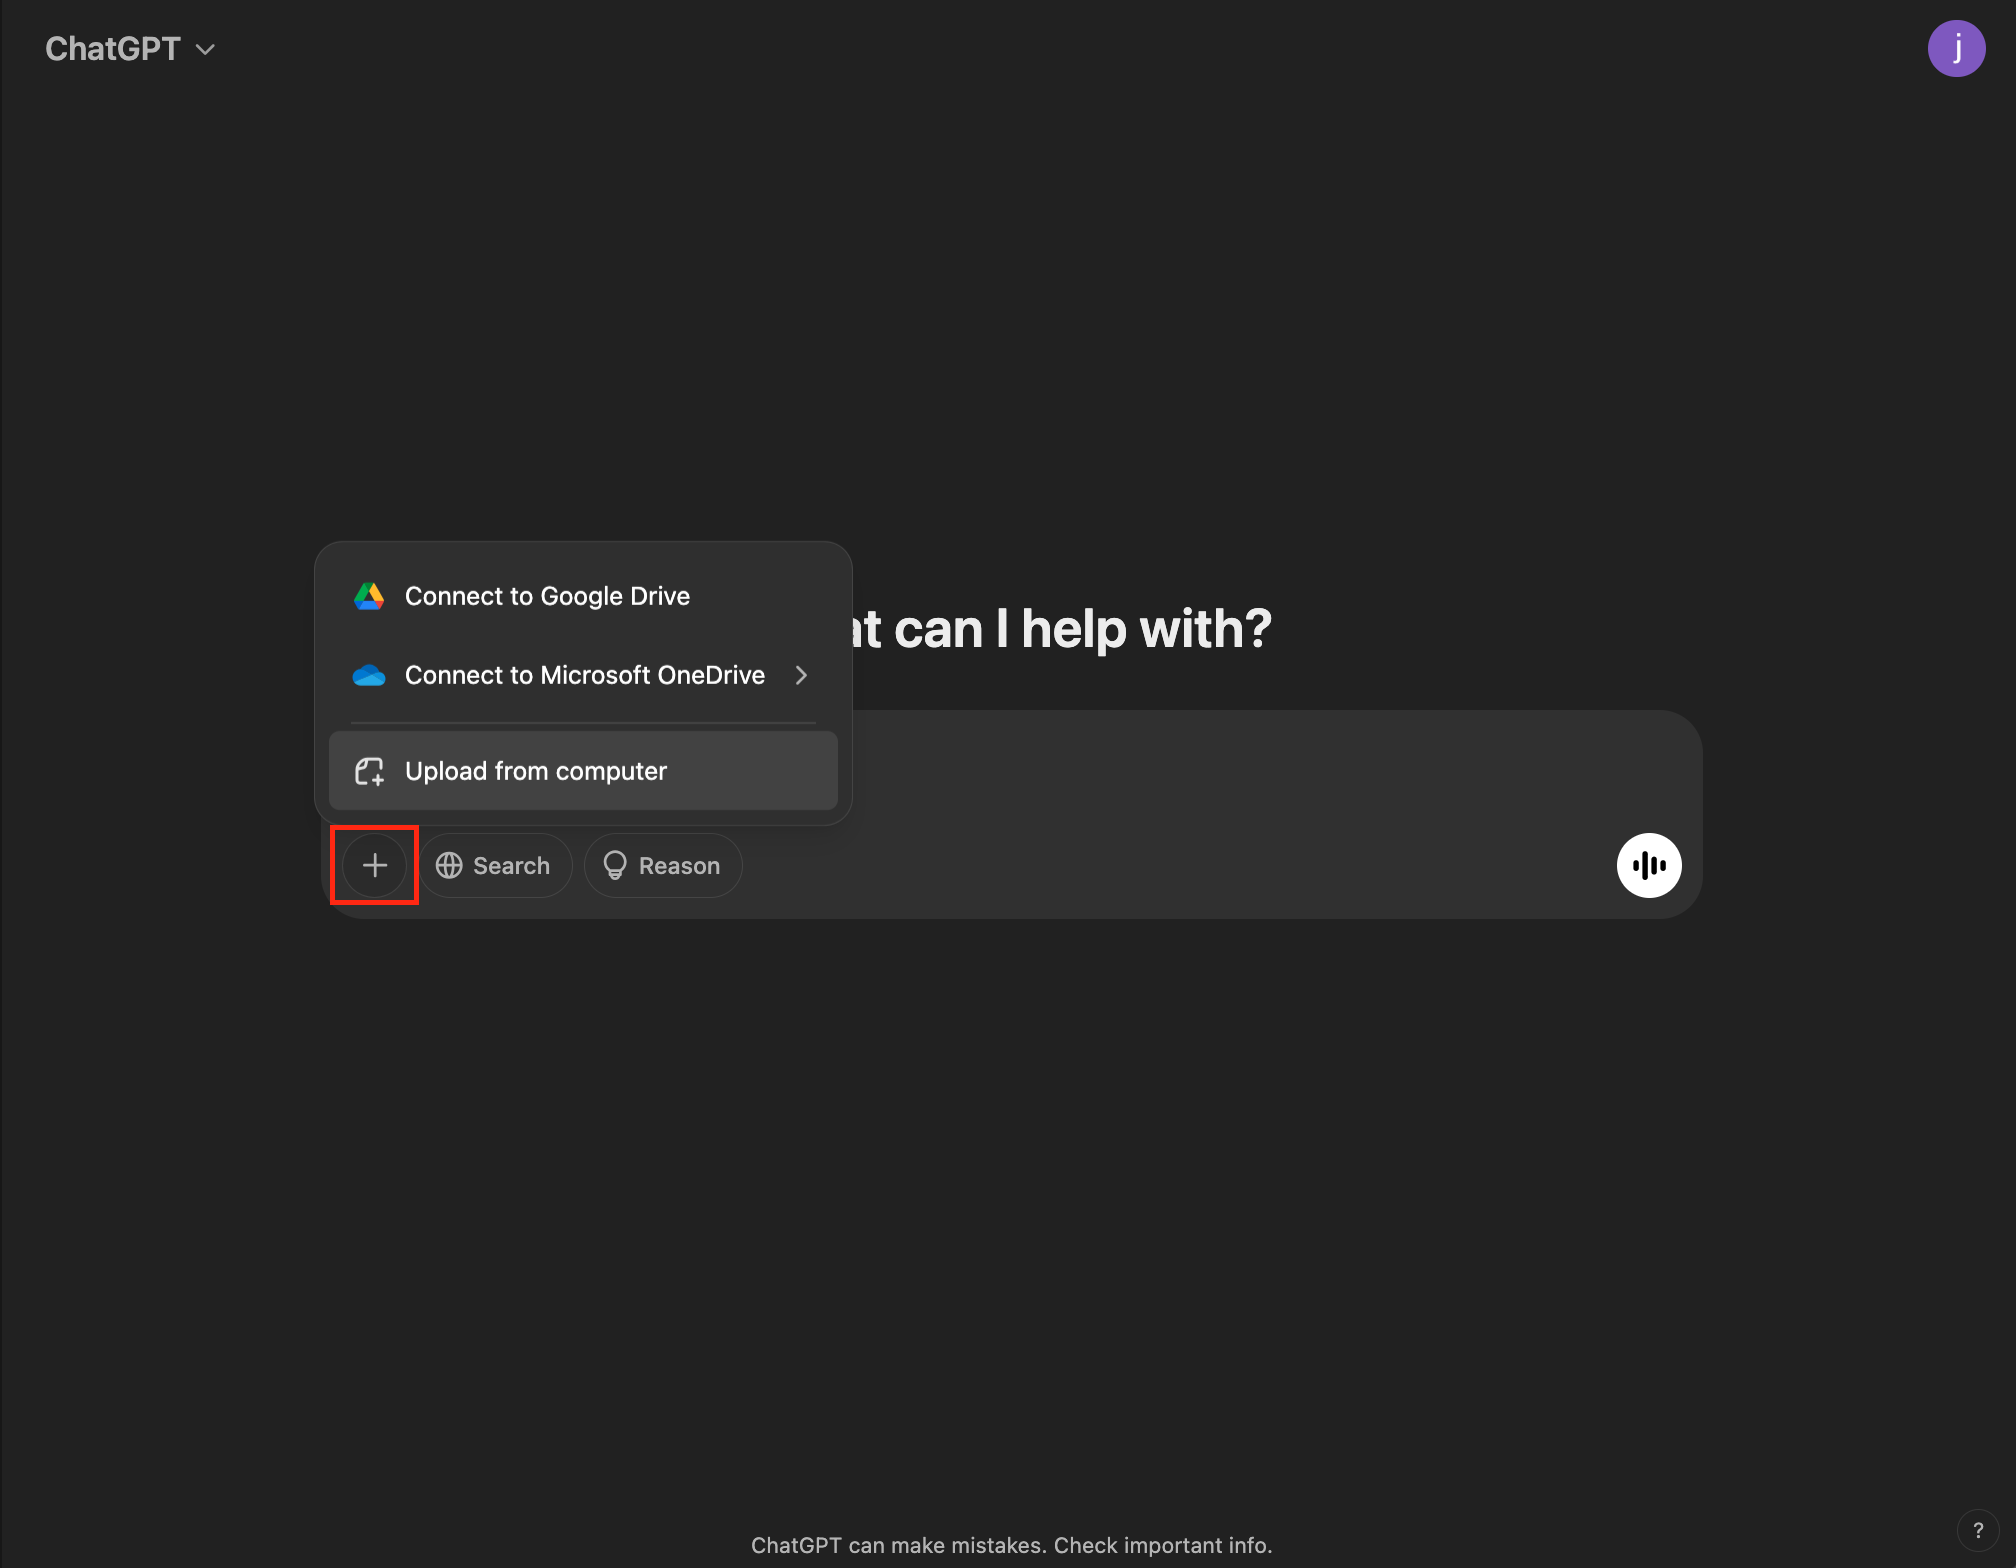 ChatGPT
j
Connect to Google Drive
at can I help with?
Connect to Microsoft OneDrive
Upload from computer
Search
Reason
ChatGPT can make mistakes. Check important info.
?